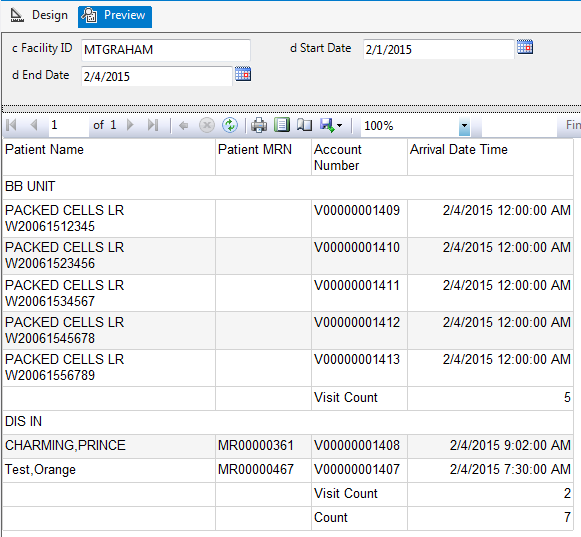 Design Preview
c Facility ID MTGRAHAM d Start Date 2/1/2015
d End Date 2/4/2015
1 of 1 100% Fin
Patient Name Patient MRN Account Number Arrival Date Time
BB UNIT
PACKED CELLS LR W20061512345 V00000001409 2/4/2015 12:00:00 AM
PACKED CELLS LR W20061523456 V00000001410 2/4/2015 12:00:00 AM
PACKED CELLS LR W20061534567 V00000001411 2/4/2015 12:00:00 AM
PACKED CELLS LR W20061545678 V00000001412 2/4/2015 12:00:00 AM
PACKED CELLS LR W20061556789 V00000001413 2/4/2015 12:00:00 AM
Visit Count 5
DIS IN
CHARMING,PRINCE MR00000361 V00000001408 2/4/2015 9:02:00 AM
Test,Orange MR00000467 V00000001407 2/4/2015 7:30:00 AM
Visit Count 2
Count 7